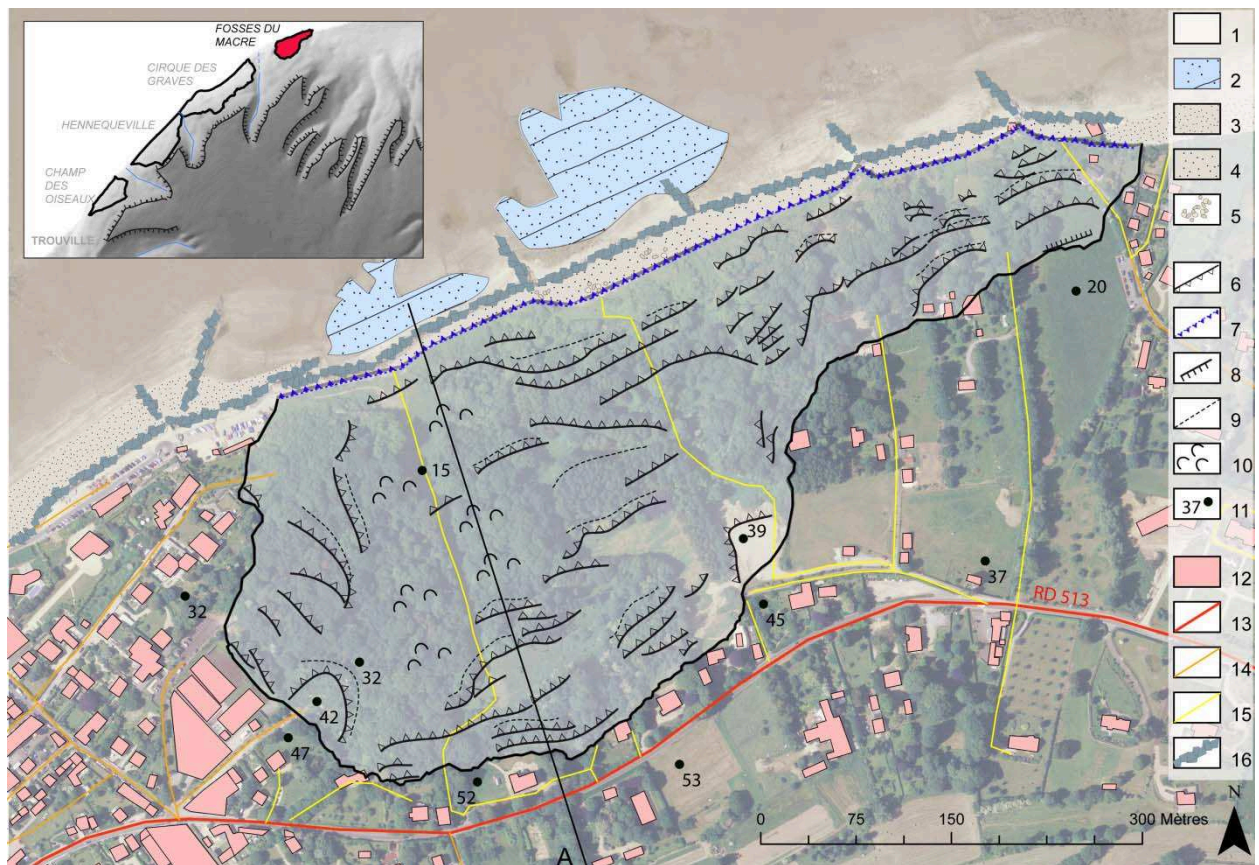 FOSSES DU
MACRE
CIRQUE DES
GRAVES
HENNEQUEVILLE
CHAMP
DES
OISEAUX
TROUVILLE
1
2
3
4
5
6
7
8
9
10
37
11
12
13
14
15
16
20
15
39
37
RD 513
32
45
32
42
47
52
53
A
N
0 75 150 300 Mètres